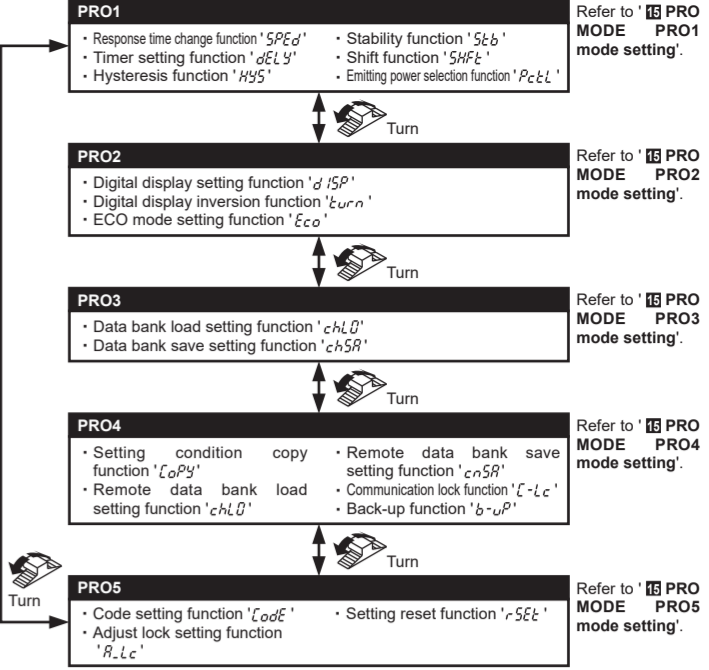 PRO1
・Response time change function 'SPEd'
・Timer setting function 'dELY'
・Hysteresis function 'HYS'
・Stability function 'Stb'
・Shift function 'SHFt'
・Emitting power selection function 'PctL'
Refer to ' 15 PRO
MODE PRO1
mode setting'.
Turn
PRO2
・Digital display setting function 'dISP'
・Digital display inversion function 'turn'
・ECO mode setting function 'Eco'
Refer to ' 15 PRO
MODE PRO2
mode setting'.
Turn
PRO3
・Data bank load setting function 'chLO'
・Data bank save setting function 'chSA'
Refer to ' 15 PRO
MODE PRO3
mode setting'.
Turn
PRO4
・Setting condition copy
function 'CoPY'
・Remote data bank load
setting function 'chLO'
・Remote data bank save
setting function 'cnSA'
・Communication lock function 'C-Lc'
・Back-up function 'b-uP'
Refer to ' 15 PRO
MODE PRO4
mode setting'.
Turn
Turn
PRO5
・Code setting function 'CodE'
・Adjust lock setting function
'A_Lc'
・Setting reset function 'rSEt'
Refer to ' 15 PRO
MODE PRO5
mode setting'.